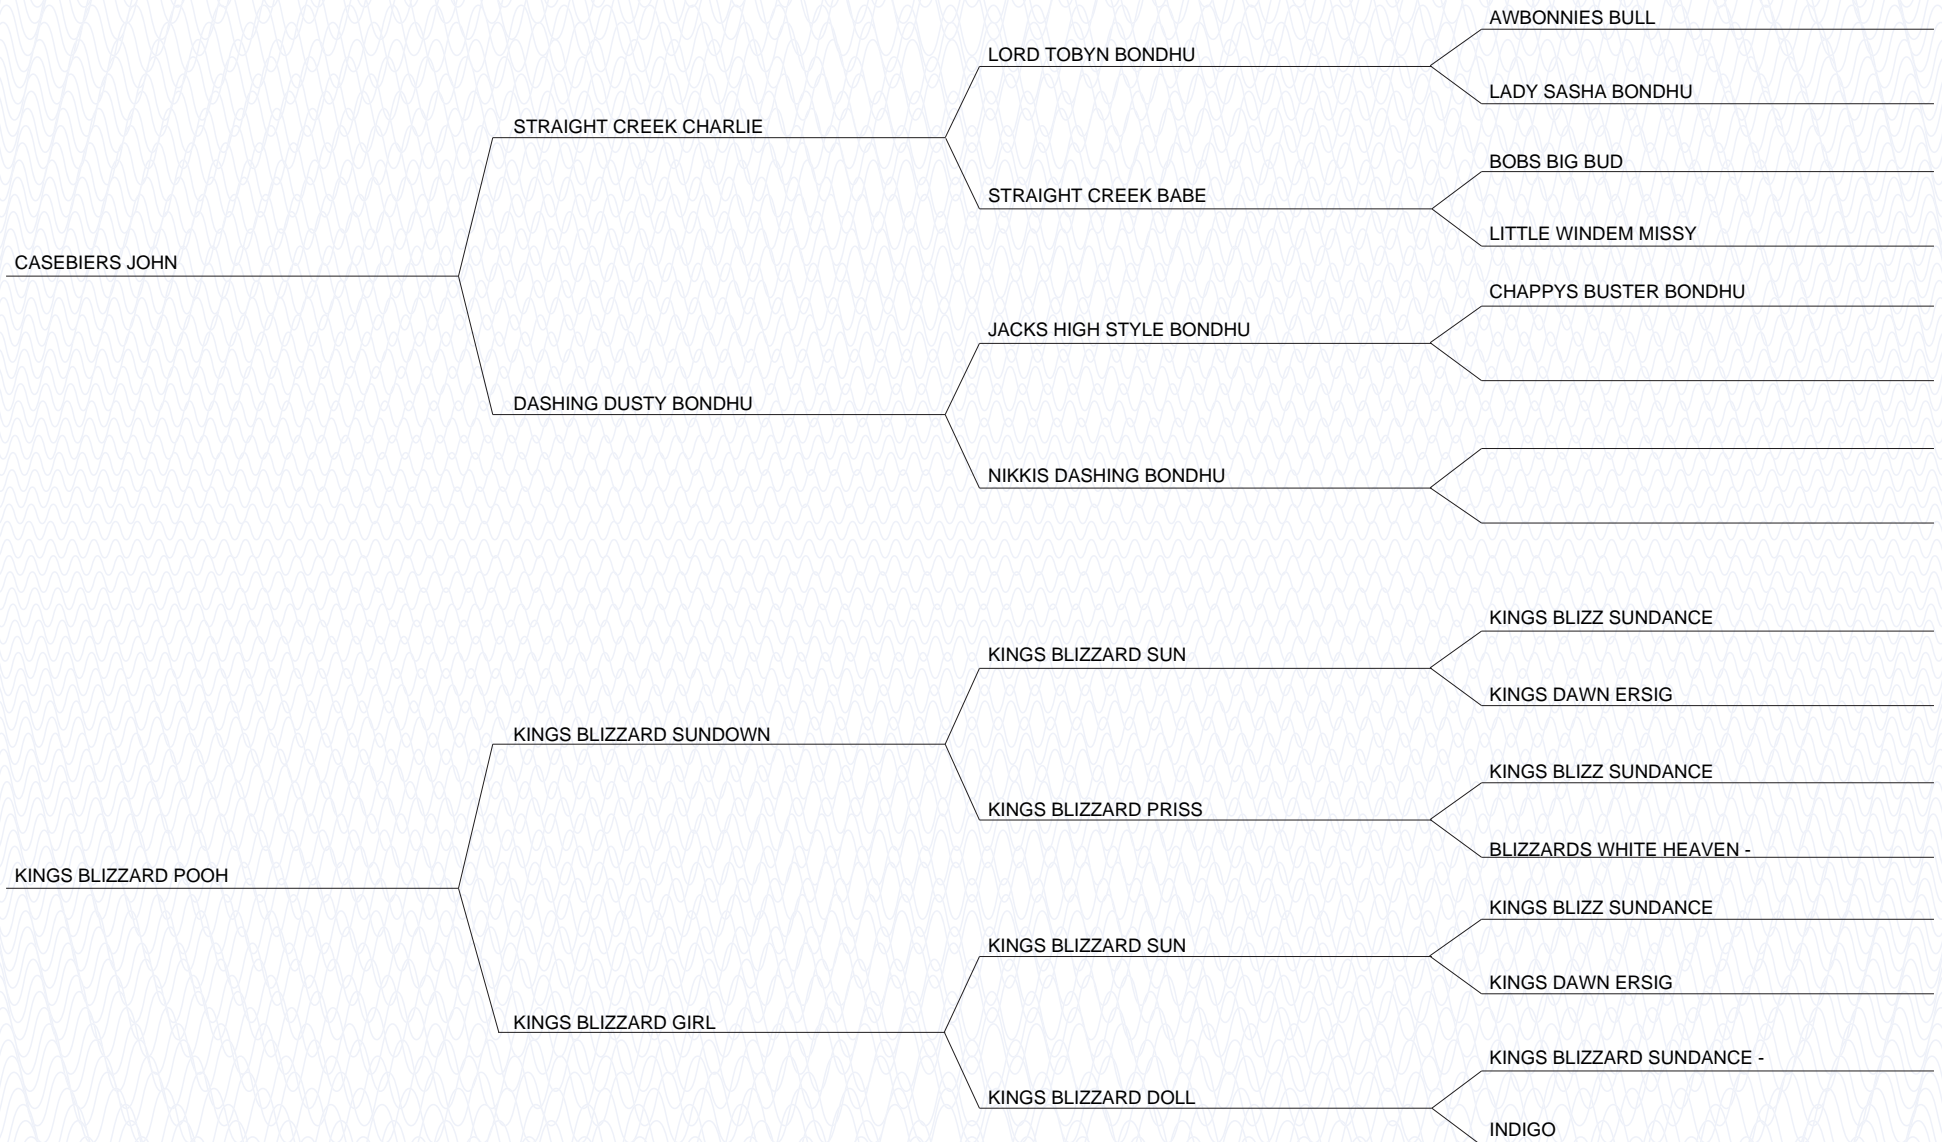 AWBONNIES BULL
LORD TOBYN BONDHU
LADY SASHA BONDHU
STRAIGHT CREEK CHARLIE
BOBS BIG BUD
STRAIGHT CREEK BABE
LITTLE WINDEM MISSY
CASEBIERS JOHN
CHAPPYS BUSTER BONDHU
JACKS HIGH STYLE BONDHU
DASHING DUSTY BONDHU
NIKKIS DASHING BONDHU
KINGS BLIZZ SUNDANCE
KINGS BLIZZARD SUN
KINGS DAWN ERSIG
KINGS BLIZZARD SUNDOWN
KINGS BLIZZ SUNDANCE
KINGS BLIZZARD PRISS
BLIZZARDS WHITE HEAVEN -
KINGS BLIZZARD POOH
KINGS BLIZZ SUNDANCE
KINGS BLIZZARD SUN
KINGS DAWN ERSIG
KINGS BLIZZARD GIRL
KINGS BLIZZARD SUNDANCE -
KINGS BLIZZARD DOLL
INDIGO